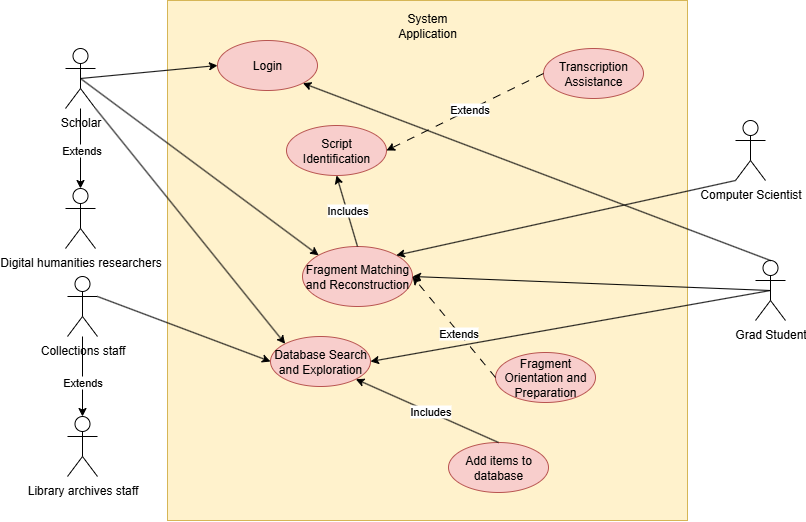 System
Application
Login
Transcription
Assistance
Extends
Scholar
Script
Identification
Extends
Computer Scientist
Includes
Digital humanities researchers
Fragment Matching
and Reconstruction
Collections staff
Extends
Grad Student
Database Search
and Exploration
Fragment
Orientation and
Preparation
Extends
Includes
Add items to
database
Library archives staff